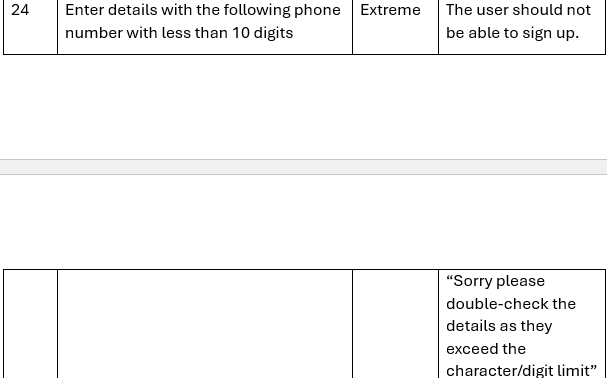 24
Enter details with the following phone
number with less than 10 digits
Extreme
The user should not
be able to sign up.
“Sorry please
double-check the
details as they
exceed the
character/digit limit”